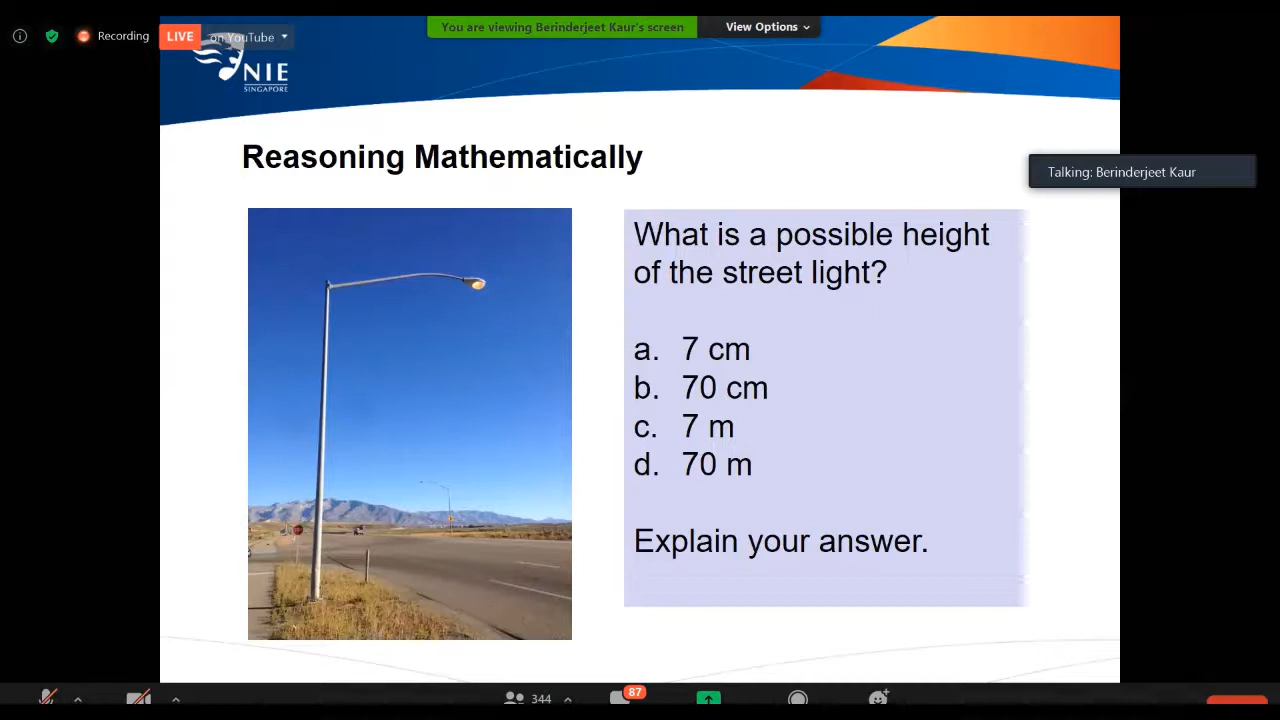 You are viewing Berinderjeet Kaur's screen
View Options
Recording
LIVE
on YouTube
NIE
SINGAPORE
Reasoning Mathematically
Talking: Berinderjeet Kaur
What is a possible height
of the street light?
a. 7 cm
b. 70 cm
c. 7 m
d. 70 m
Explain your answer.
344
87